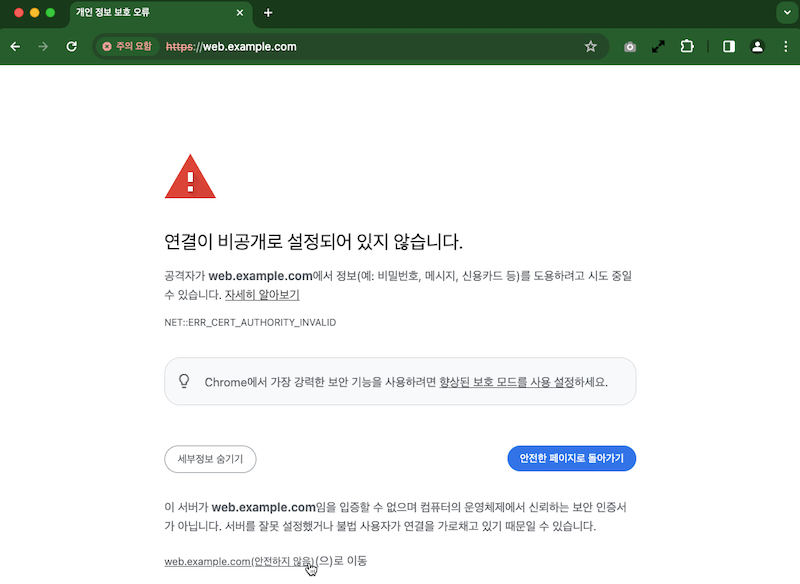 개인 정보 보호 오류
주의 요함 https://web.example.com
연결이 비공개로 설정되어 있지 않습니다.
공격자가 web.example.com에서 정보(예: 비밀번호, 메시지, 신용카드 등)를 도용하려고 시도 중일
수 있습니다. 자세히 알아보기
NET::ERR_CERT_AUTHORITY_INVALID
Chrome에서 가장 강력한 보안 기능을 사용하려면 향상된 보호 모드를 사용 설정하세요.
세부정보 숨기기
안전한 페이지로 돌아가기
이 서버가 web.example.com임을 입증할 수 없으며 컴퓨터의 운영체제에서 신뢰하는 보안 인증서
가 아닙니다. 서버를 잘못 설정했거나 불법 사용자가 연결을 가로채고 있기 때문일 수 있습니다.
web.example.com(안전하지 않음)(으)로 이동